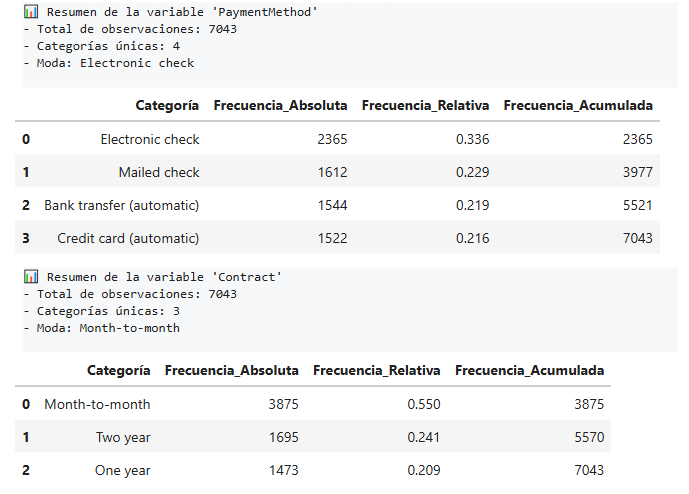 📊 Resumen de la variable 'PaymentMethod'
- Total de observaciones: 7043
- Categorías únicas: 4
- Moda: Electronic check
Categoría Frecuencia_Absoluta Frecuencia_Relativa Frecuencia_Acumulada
0 Electronic check 2365 0.336 2365
1 Mailed check 1612 0.229 3977
2 Bank transfer (automatic) 1544 0.219 5521
3 Credit card (automatic) 1522 0.216 7043
📊 Resumen de la variable 'Contract'
- Total de observaciones: 7043
- Categorías únicas: 3
- Moda: Month-to-month
Categoría Frecuencia_Absoluta Frecuencia_Relativa Frecuencia_Acumulada
0 Month-to-month 3875 0.550 3875
1 Two year 1695 0.241 5570
2 One year 1473 0.209 7043